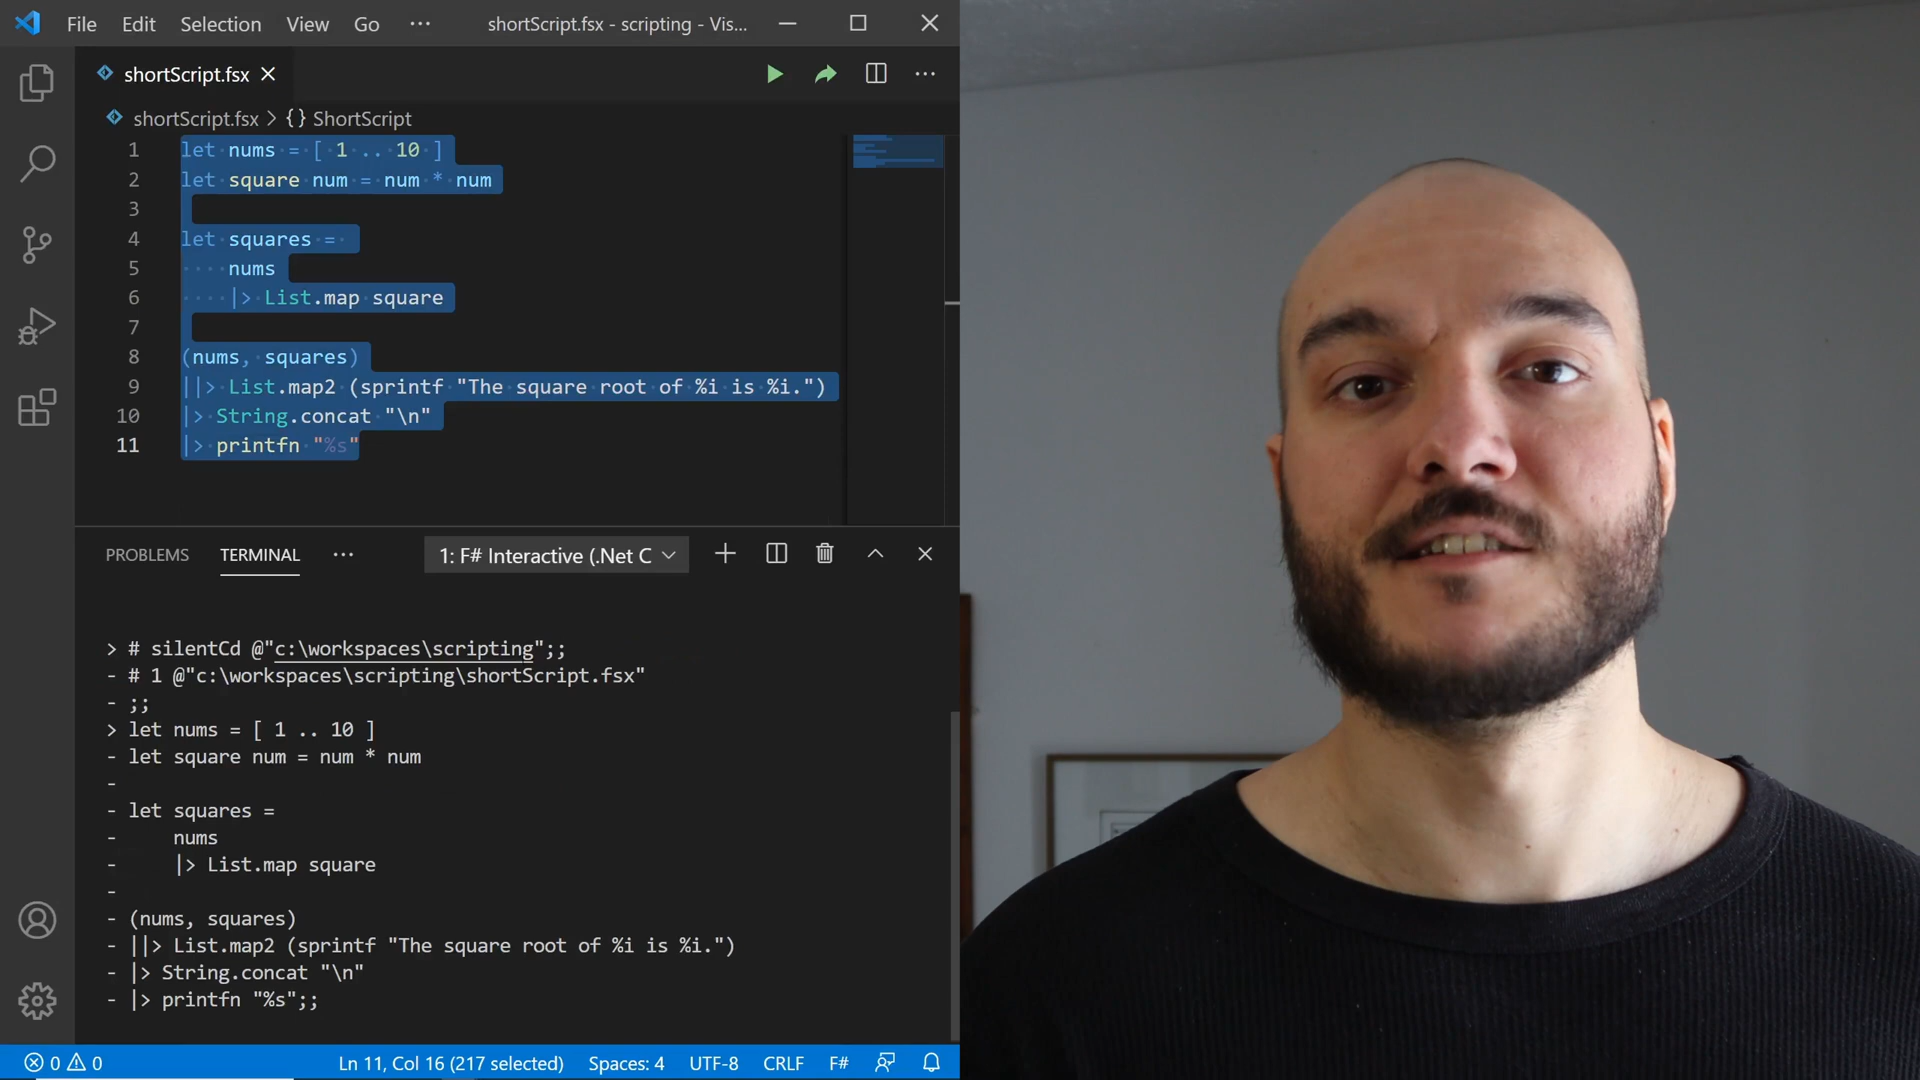 File Edit Selection View Go ··· shortScript.fsx - scripting - Vis...
shortScript.fsx
shortScript.fsx > {} ShortScript
1 let nums = [ 1 .. 10 ]
2 let square num = num * num
3
4 let squares =
5 nums
6 |> List.map square
7
8 (nums, squares)
9 ||> List.map2 (sprintf "The square root of %i is %i.")
10 |> String.concat "\n"
11 |> printfn "%s"
PROBLEMS TERMINAL ··· 1: F# Interactive (.Net C
> # silentCd @"c:\workspaces\scripting";;
- # 1 @"c:\workspaces\scripting\shortScript.fsx"
- ;;
> let nums = [ 1 .. 10 ]
- let square num = num * num
-
- let squares =
-     nums
-     |> List.map square
-
- (nums, squares)
- ||> List.map2 (sprintf "The square root of %i is %i.")
- |> String.concat "\n"
- |> printfn "%s";;
0 0 Ln 11, Col 16 (217 selected) Spaces: 4 UTF-8 CRLF F#